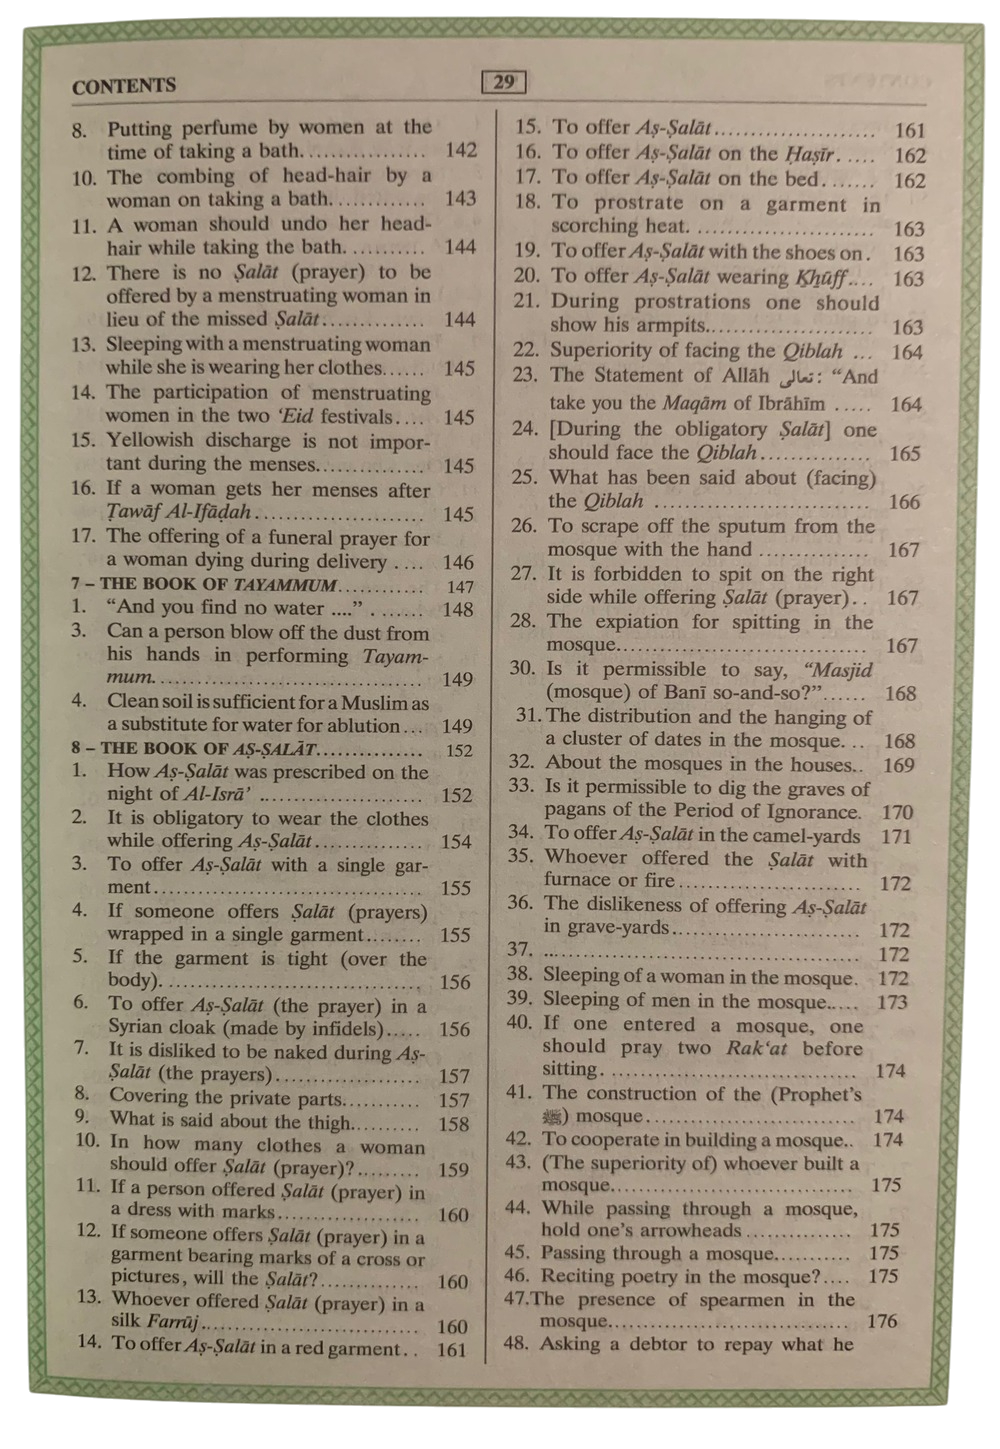 CONTENTS
29
8. Putting perfume by women at the
time of taking a bath................ 142
10. The combing of head-hair by a
woman on taking a bath............. 143
11. A woman should undo her head-
hair while taking the bath. .......... 144
12. There is no Ṣalāt (prayer) to be
offered by a menstruating woman in
lieu of the missed Ṣalāt.............. 144
13. Sleeping with a menstruating woman
while she is wearing her clothes...... 145
14. The participation of menstruating
women in the two ‘Eid festivals.... 145
15. Yellowish discharge is not impor-
tant during the menses............... 145
16. If a woman gets her menses after
Ṭawāf Al-Ifāḍah....................... 145
17. The offering of a funeral prayer for
a woman dying during delivery .... 146
7 – THE BOOK OF TAYAMMUM............ 147
1. “And you find no water ....” ....... 148
3. Can a person blow off the dust from
his hands in performing Tayam-
mum................................... 149
4. Clean soil is sufficient for a Muslim as
a substitute for water for ablution... 149
8 – THE BOOK OF AṢ-ṢALĀT............... 152
1. How Aṣ-Ṣalāt was prescribed on the
night of Al-Isrā’ ...................... 152
2. It is obligatory to wear the clothes
while offering Aṣ-Ṣalāt............... 154
3. To offer Aṣ-Ṣalāt with a single gar-
ment.................................... 155
4. If someone offers Ṣalāt (prayers)
wrapped in a single garment........ 155
5. If the garment is tight (over the
body)................................... 156
6. To offer Aṣ-Ṣalāt (the prayer) in a
Syrian cloak (made by infidels)..... 156
7. It is disliked to be naked during Aṣ-
Ṣalāt (the prayers).................... 157
8. Covering the private parts........... 157
9. What is said about the thigh......... 158
10. In how many clothes a woman
should offer Ṣalāt (prayer)?......... 159
11. If a person offered Ṣalāt (prayer) in
a dress with marks.................... 160
12. If someone offers Ṣalāt (prayer) in a
garment bearing marks of a cross or
pictures, will the Ṣalāt?.............. 160
13. Whoever offered Ṣalāt (prayer) in a
silk Farrūj.............................. 160
14. To offer Aṣ-Ṣalāt in a red garment.. 161
15. To offer Aṣ-Ṣalāt....................... 161
16. To offer Aṣ-Ṣalāt on the Ḥaṣīr. .... 162
17. To offer Aṣ-Ṣalāt on the bed....... 162
18. To prostrate on a garment in
scorching heat. ........................ 163
19. To offer Aṣ-Ṣalāt with the shoes on. 163
20. To offer Aṣ-Ṣalāt wearing Khūff.... 163
21. During prostrations one should
show his armpits....................... 163
22. Superiority of facing the Qiblah ... 164
23. The Statement of Allāh تعالى: “And
take you the Maqām of Ibrāhīm ..... 164
24. [During the obligatory Ṣalāt] one
should face the Qiblah............... 165
25. What has been said about (facing)
the Qiblah ............................. 166
26. To scrape off the sputum from the
mosque with the hand ............... 167
27. It is forbidden to spit on the right
side while offering Ṣalāt (prayer).. 167
28. The expiation for spitting in the
mosque.................................. 167
30. Is it permissible to say, “Masjid
(mosque) of Banī so-and-so?”...... 168
31. The distribution and the hanging of
a cluster of dates in the mosque. .. 168
32. About the mosques in the houses.. 169
33. Is it permissible to dig the graves of
pagans of the Period of Ignorance. 170
34. To offer Aṣ-Ṣalāt in the camel-yards 171
35. Whoever offered the Ṣalāt with
furnace or fire......................... 172
36. The dislikeness of offering Aṣ-Ṣalāt
in grave-yards.......................... 172
37. ........................................... 172
38. Sleeping of a woman in the mosque. 172
39. Sleeping of men in the mosque..... 173
40. If one entered a mosque, one
should pray two Rak‘at before
sitting.................................... 174
41. The construction of the (Prophet’s
ﷺ) mosque............................. 174
42. To cooperate in building a mosque.. 174
43. (The superiority of) whoever built a
mosque.................................. 175
44. While passing through a mosque,
hold one’s arrowheads ............... 175
45. Passing through a mosque........... 175
46. Reciting poetry in the mosque?.... 175
47.The presence of spearmen in the
mosque.................................. 176
48. Asking a debtor to repay what he